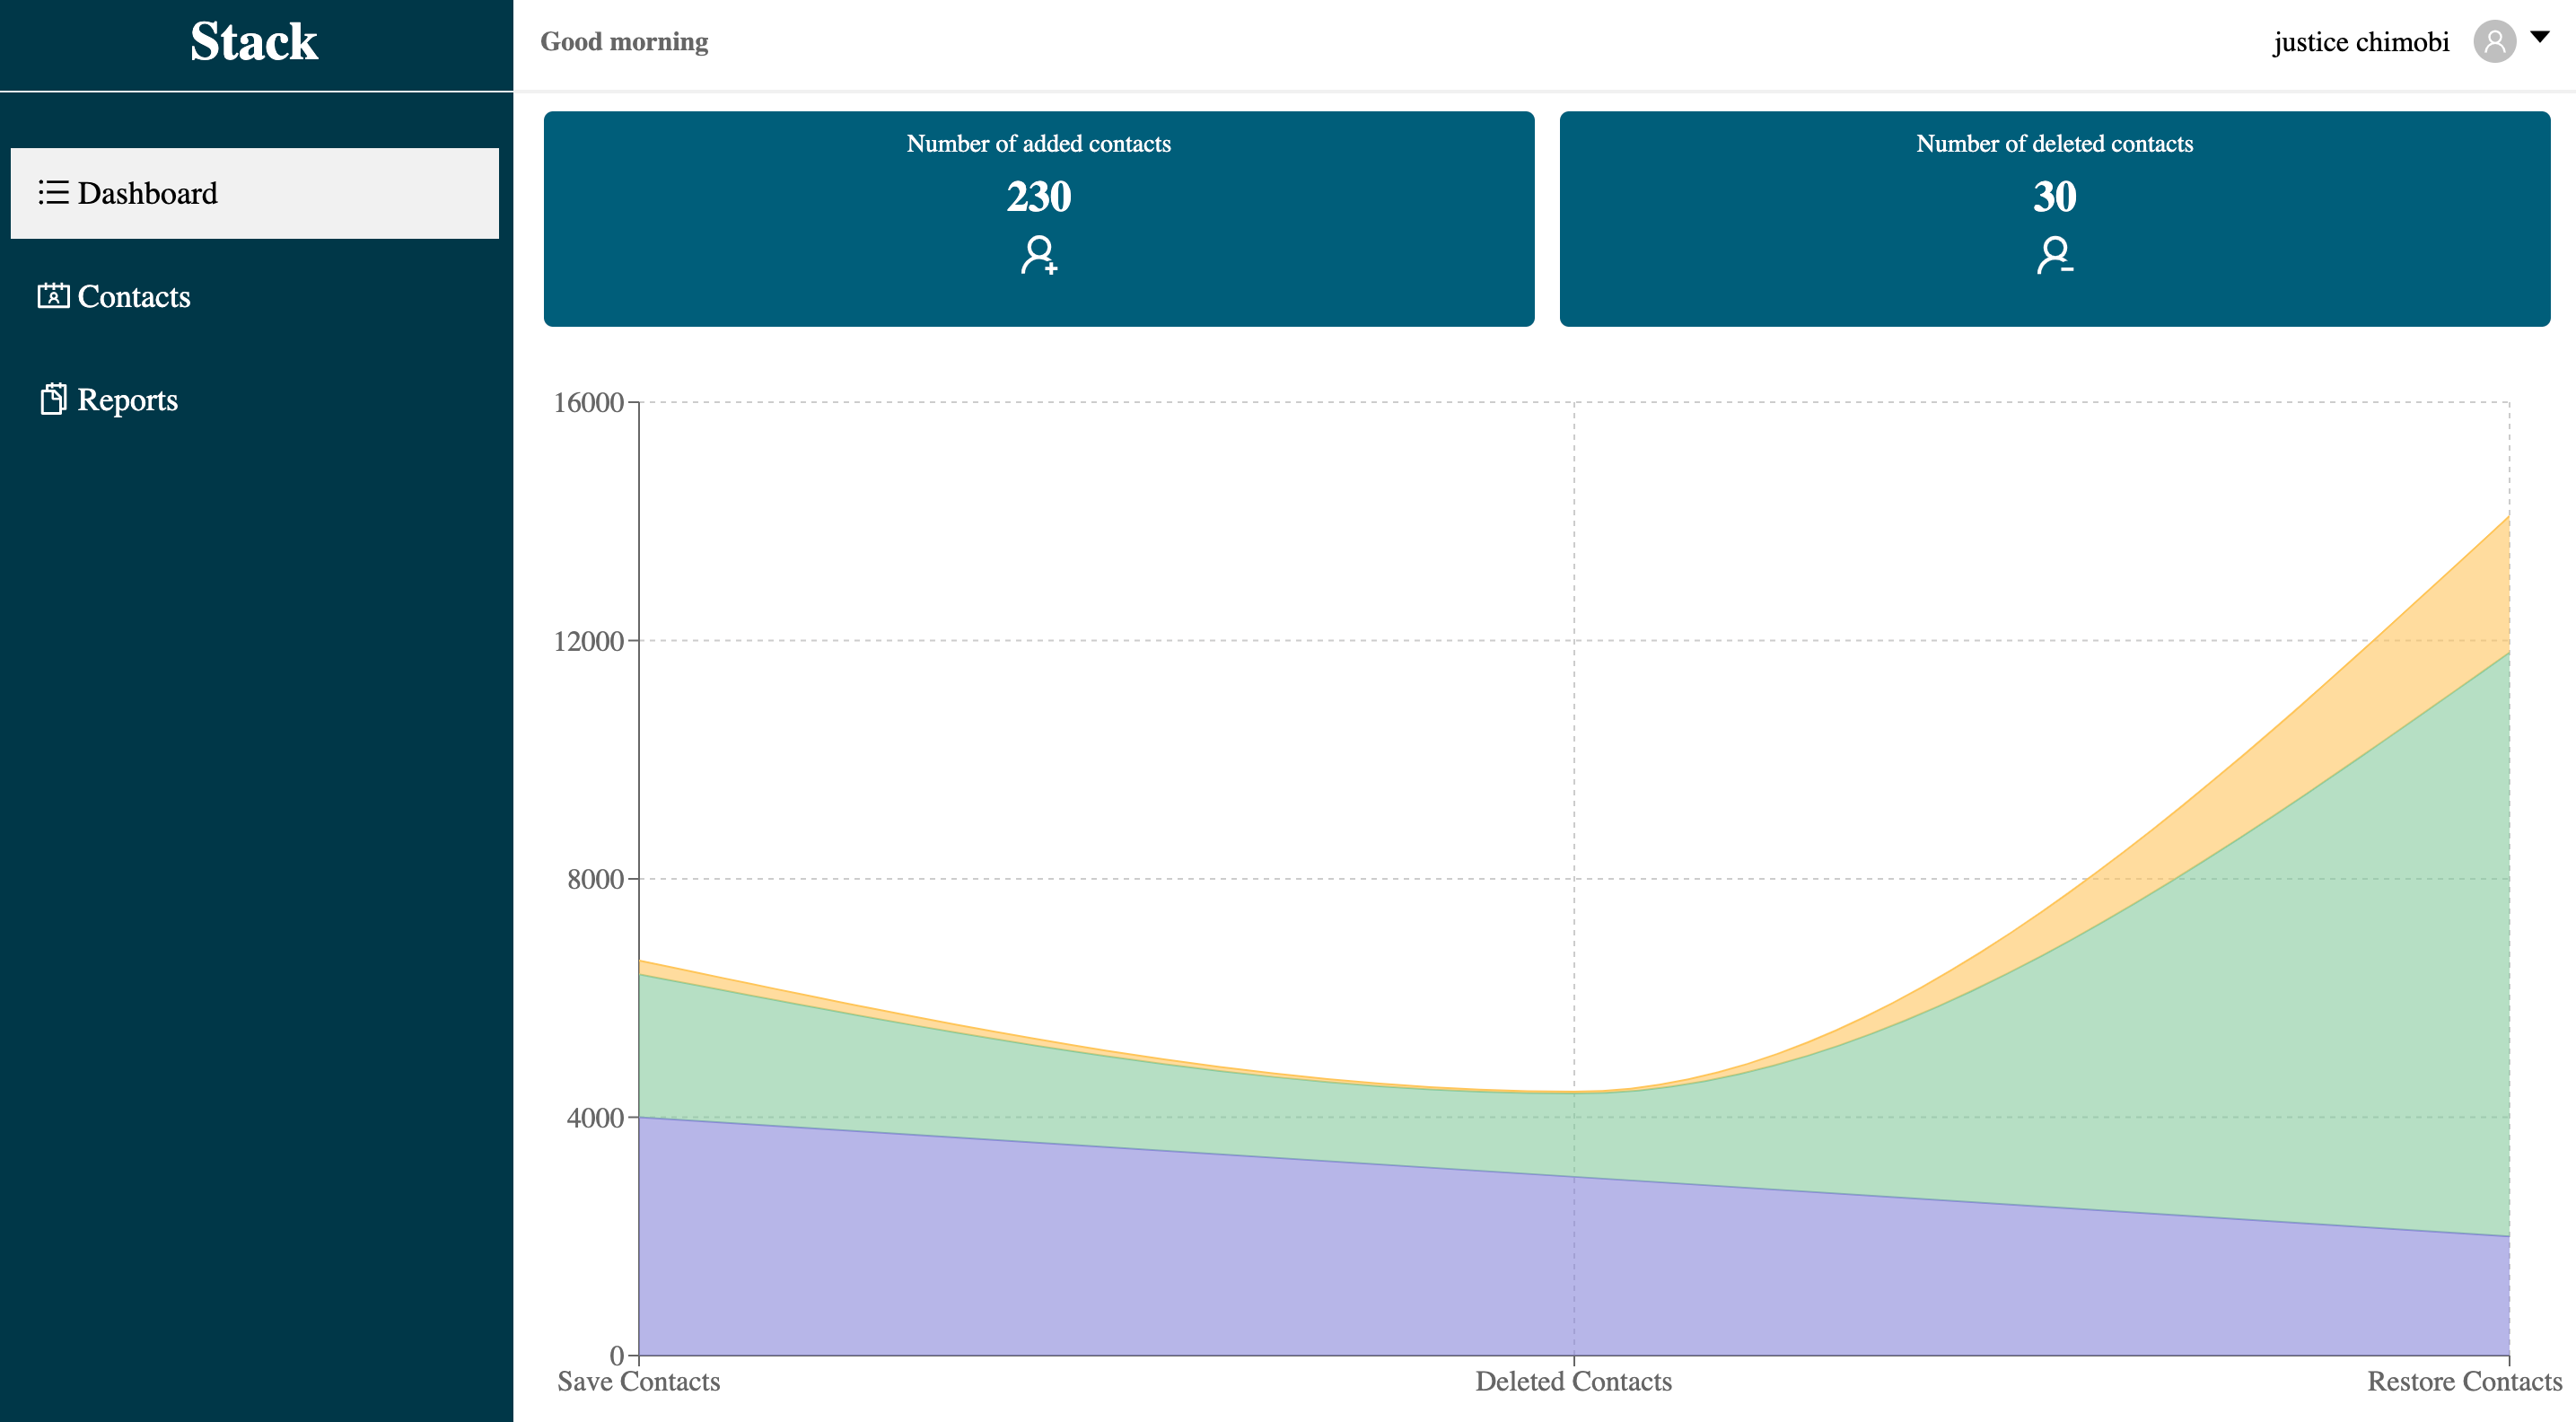 Stack
Good morning
justice chimobi
Dashboard
Contacts
Reports
Number of added contacts
230
Number of deleted contacts
30
16000
12000
8000
4000
0
Save Contacts
Deleted Contacts
Restore Contacts